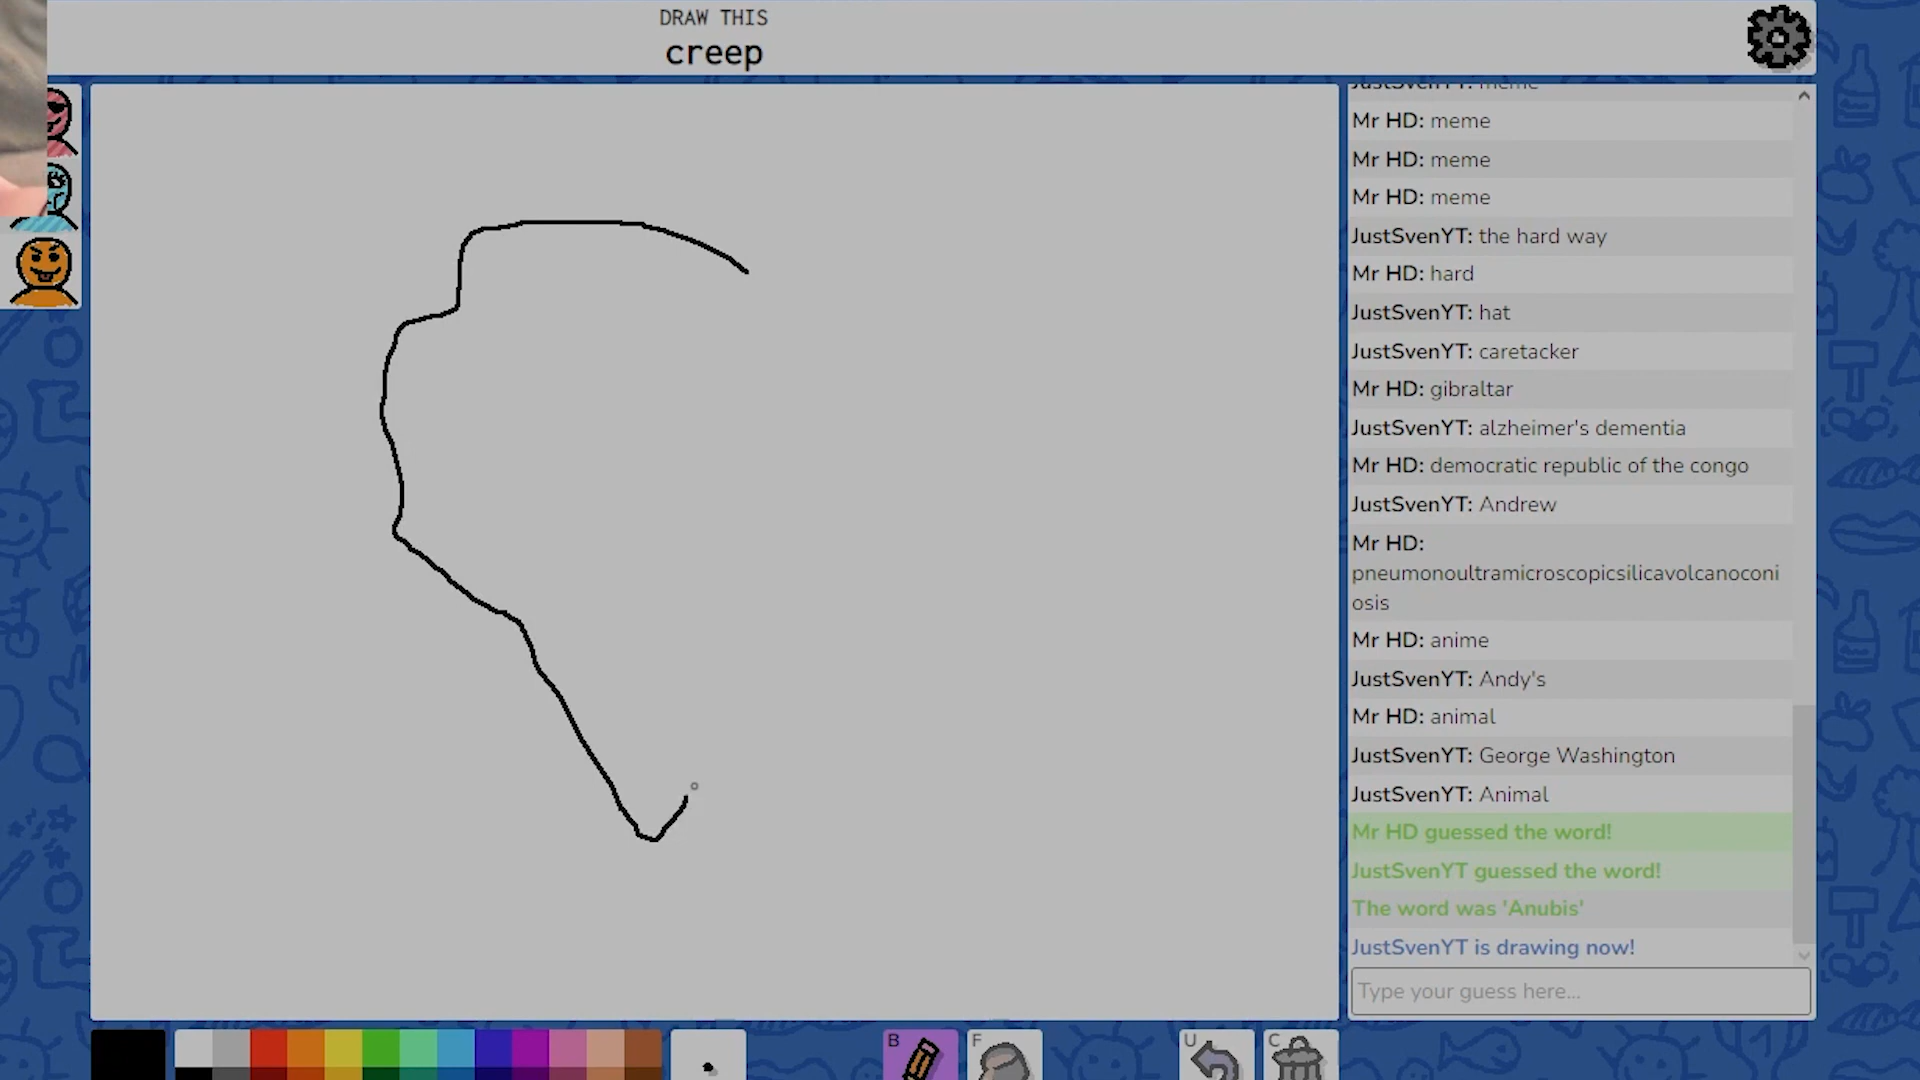 DRAW THIS
creep
JustSvenYT: meme
Mr HD: meme
Mr HD: meme
Mr HD: meme
JustSvenYT: the hard way
Mr HD: hard
JustSvenYT: hat
JustSvenYT: caretacker
Mr HD: gibraltar
JustSvenYT: alzheimer's dementia
Mr HD: democratic republic of the congo
JustSvenYT: Andrew
Mr HD:
pneumonoultramicroscopicsilicavolcanoconi
osis
Mr HD: anime
JustSvenYT: Andy's
Mr HD: animal
JustSvenYT: George Washington
JustSvenYT: Animal
Mr HD guessed the word!
JustSvenYT guessed the word!
The word was 'Anubis'
JustSvenYT is drawing now!
Type your guess here...
B F U C